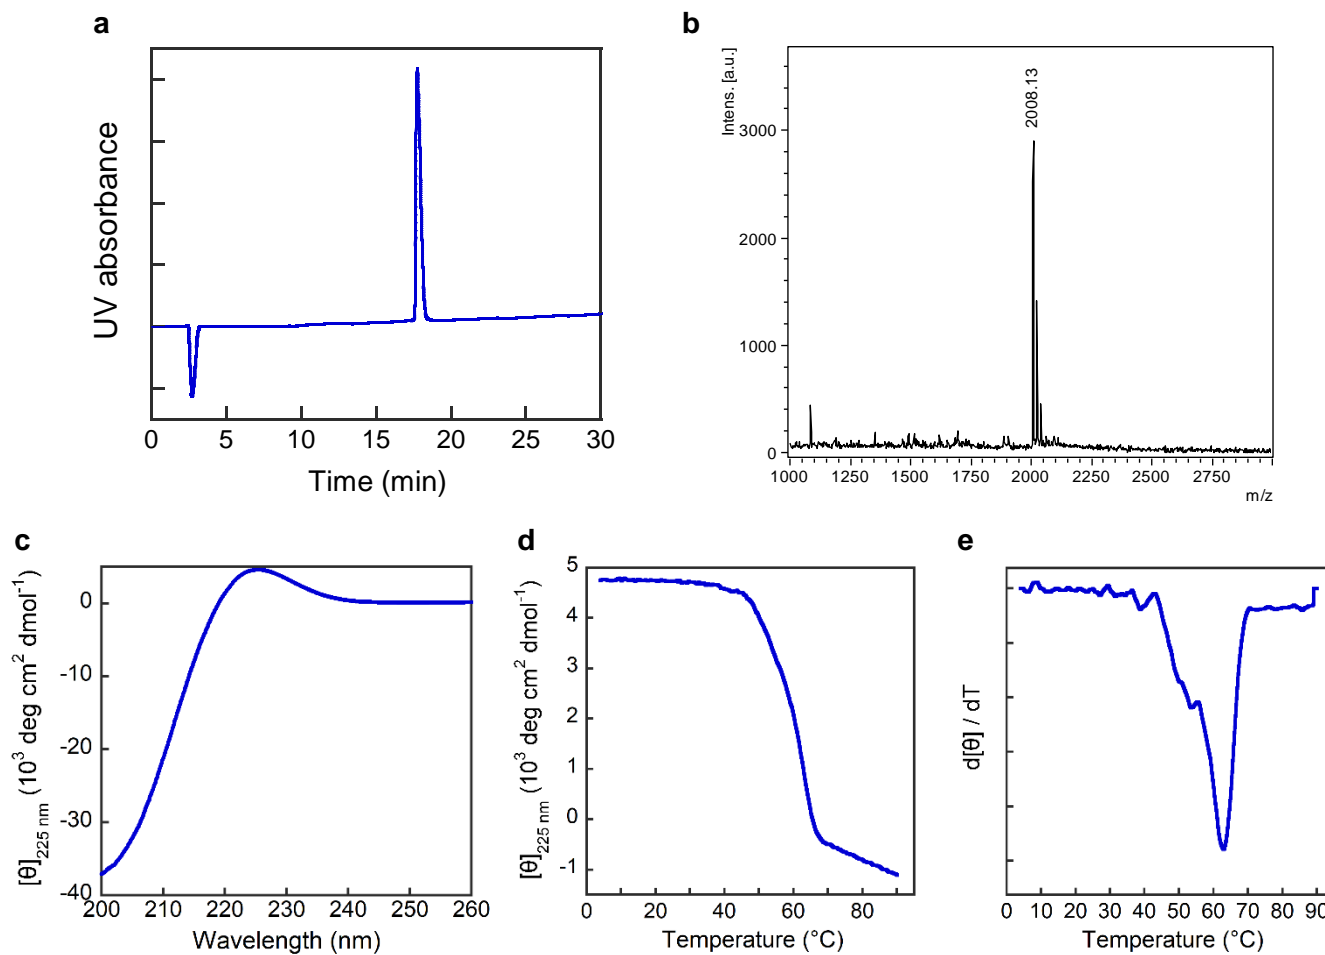 a
UV absorbance
0 5 10 15 20 25 30
Time (min)
b
Intens. [a.u.]
2008.13
3000
2000
1000
0
1000 1250 1500 1750 2000 2250 2500 2750
m/z
c
[θ]225 nm (10³ deg cm² dmol⁻¹)
0
-10
-20
-30
-40
200 210 220 230 240 250 260
Wavelength (nm)
d
[θ]225 nm (10³ deg cm² dmol⁻¹)
5
4
3
2
1
0
-1
0 20 40 60 80
Temperature (°C)
e
d[θ] / dT
0 10 20 30 40 50 60 70 80 90
Temperature (°C)